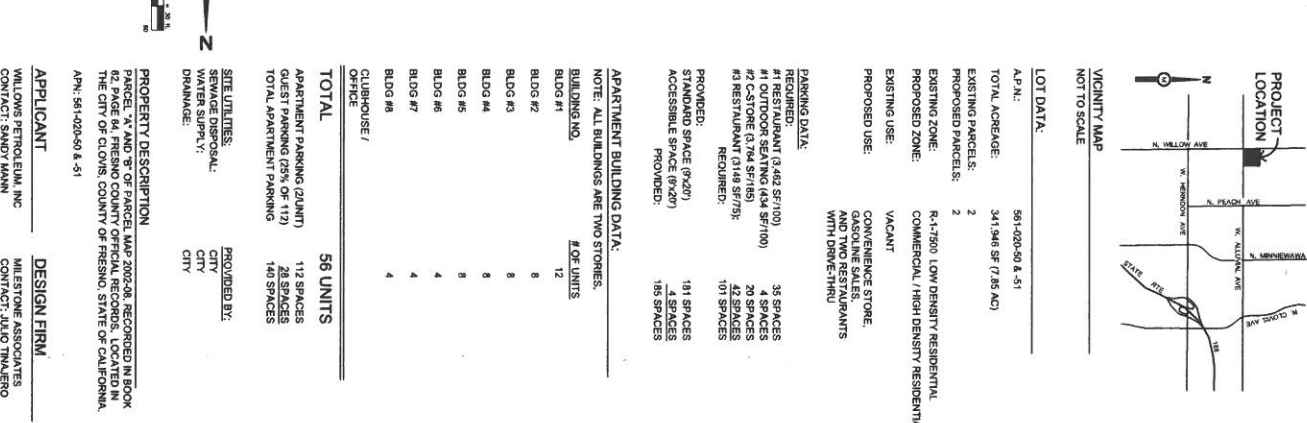 PROJECT
LOCATION
N
N. WILLOW AVE
N. PEACH AVE
N. MINNIEWAWA
N. CLOVIS AVE
W. HERNDON AVE
W. ALLUVIAL AVE
STATE RTE
168
VICINITY MAP
NOT TO SCALE
LOT DATA:
A.P.N.: 561-020-50 & -51
TOTAL ACREAGE: 341,946 SF (7.85 AC)
EXISTING PARCELS: 2
PROPOSED PARCELS: 2
EXISTING ZONE: R-1-7500 LOW DENSITY RESIDENTIAL
PROPOSED ZONE: COMMERCIAL / HIGH DENSITY RESIDENTI
EXISTING USE: VACANT
PROPOSED USE: CONVENIENCE STORE,
GASOLINE SALES,
AND TWO RESTAURANTS
WITH DRIVE-THRU
PARKING DATA:
REQUIRED:
#1 RESTAURANT (3,462 SF/100) 35 SPACES
#1 OUTDOOR SEATING (434 SF/100) 4 SPACES
#2 C-STORE (3,764 SF/185) 20 SPACES
#3 RESTAURANT (3149 SF/75): 42 SPACES
REQUIRED: 101 SPACES
PROVIDED:
STANDARD SPACE (9'x20') 181 SPACES
ACCESSIBLE SPACE (9'x20') 4 SPACES
PROVIDED: 185 SPACES
APARTMENT BUILDING DATA:
NOTE: ALL BUILDINGS ARE TWO STORIES.
BUILDING NO. # OF UNITS
BLDG #1 12
BLDG #2 8
BLDG #3 8
BLDG #4 8
BLDG #5 8
BLDG #6 4
BLDG #7 4
BLDG #8 4
CLUBHOUSE /
OFFICE
TOTAL 56 UNITS
APARTMENT PARKING (2/UNIT) 112 SPACES
GUEST PARKING (25% OF 112) 28 SPACES
TOTAL APARTMENT PARKING 140 SPACES
SITE UTILITIES: PROVIDED BY:
SEWAGE DISPOSAL: CITY
WATER SUPPLY: CITY
DRAINAGE: CITY
N
= 30 ft.
PROPERTY DESCRIPTION
PARCEL "A" AND "B" OF PARCEL MAP 2002-08, RECORDED IN BOOK
62, PAGE 84, FRESNO COUNTY OFFICIAL RECORDS, LOCATED IN
THE CITY OF CLOVIS, COUNTY OF FRESNO, STATE OF CALIFORNIA.
APN: 561-020-50 & -51
APPLICANT
WILLOWS PETROLEUM, INC
CONTACT: SANDY MANN
DESIGN FIRM
MILESTONE ASSOCIATES
CONTACT: JULIO TINAJERO